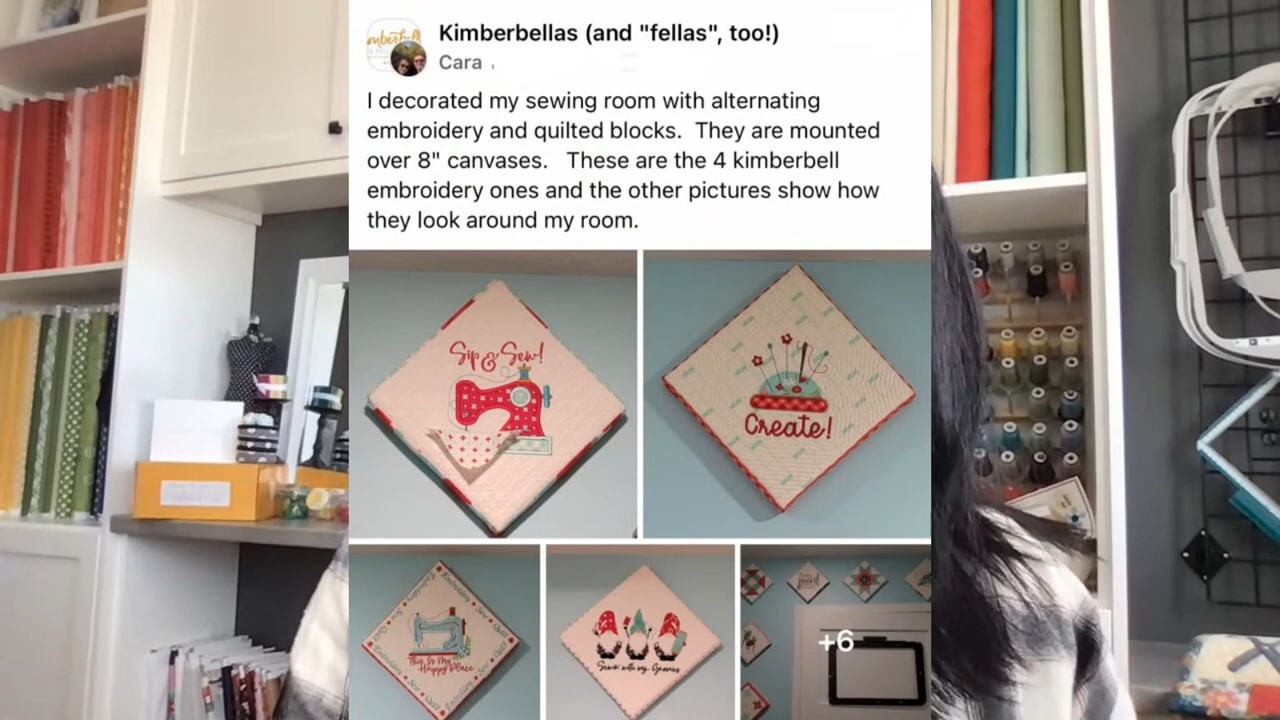 Kimberbellas (and "fellas", too!)
Cara
I decorated my sewing room with alternating
embroidery and quilted blocks. They are mounted
over 8" canvases. These are the 4 kimberbell
embroidery ones and the other pictures show how
they look around my room.
Sip & Sew!
Create!
This Is My
Happy Place
Sewin' with my Gnomies
+6